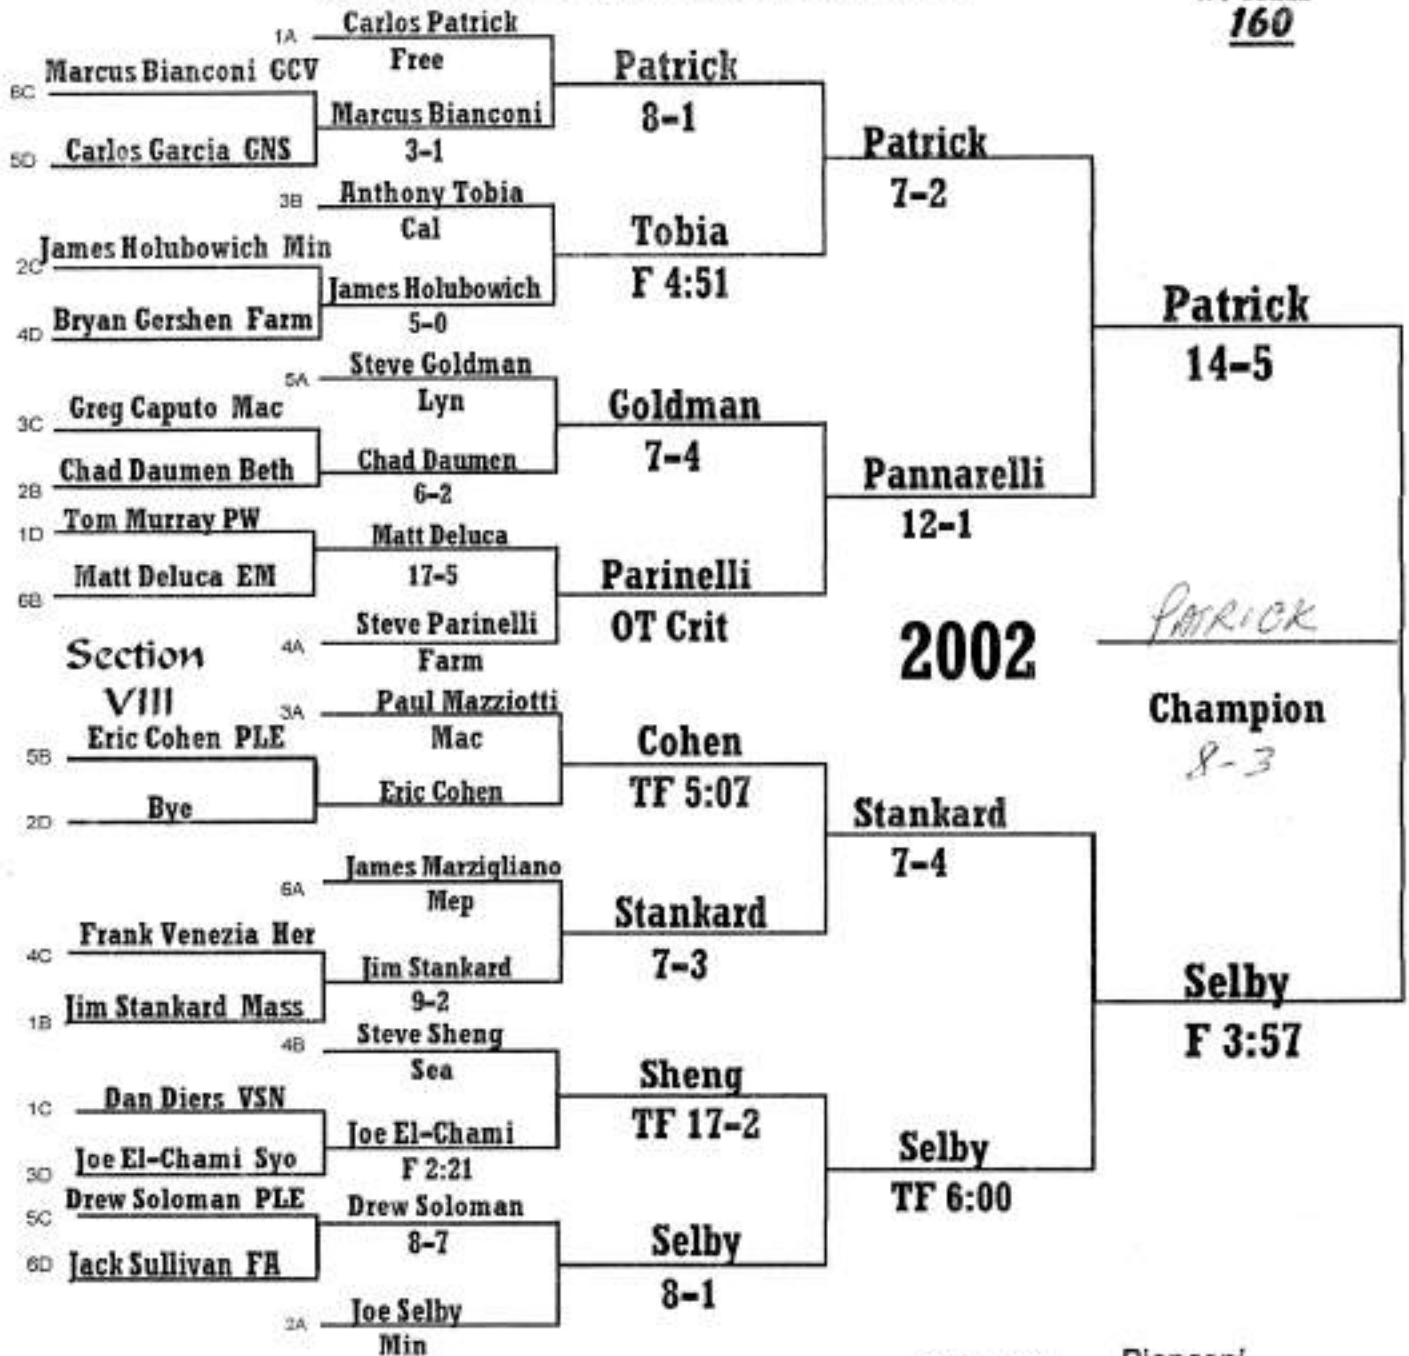 160
1A Carlos Patrick
Free
Marcus Bianconi GCV
6C
Marcus Bianconi
3-1
5D Carlos Garcia GNS
Patrick
8-1
3B Anthony Tobia
Cal
James Holubowich Min
2C
James Holubowich
5-0
4D Bryan Gershen Farm
Tobia
F 4:51
Patrick
7-2
5A Steve Goldman
Lyn
3C Greg Caputo Mac
Chad Daumen
6-2
2B Chad Daumen Beth
Goldman
7-4
1D Tom Murray PW
Matt Deluca
17-5
6B Matt Deluca EM
4A Steve Parinelli
Farm
Parinelli
OT Crit
Pannarelli
12-1
Patrick
14-5
Section
VIII
2002
PATRICK
Champion
8-3
3A Paul Mazziotti
Mac
5B Eric Cohen PLE
Eric Cohen
2D Bye
Cohen
TF 5:07
6A James Marzigliano
Mep
4C Frank Venezia Her
Jim Stankard
9-2
1B Jim Stankard Mass
Stankard
7-3
Stankard
7-4
4B Steve Sheng
Sea
1C Dan Diers VSN
Joe El-Chami
F 2:21
3D Joe El-Chami Syo
Sheng
TF 17-2
5C Drew Soloman PLE
Drew Soloman
8-7
6D Jack Sullivan FA
2A Joe Selby
Min
Selby
8-1
Selby
TF 6:00
Selby
F 3:57
Bianconi